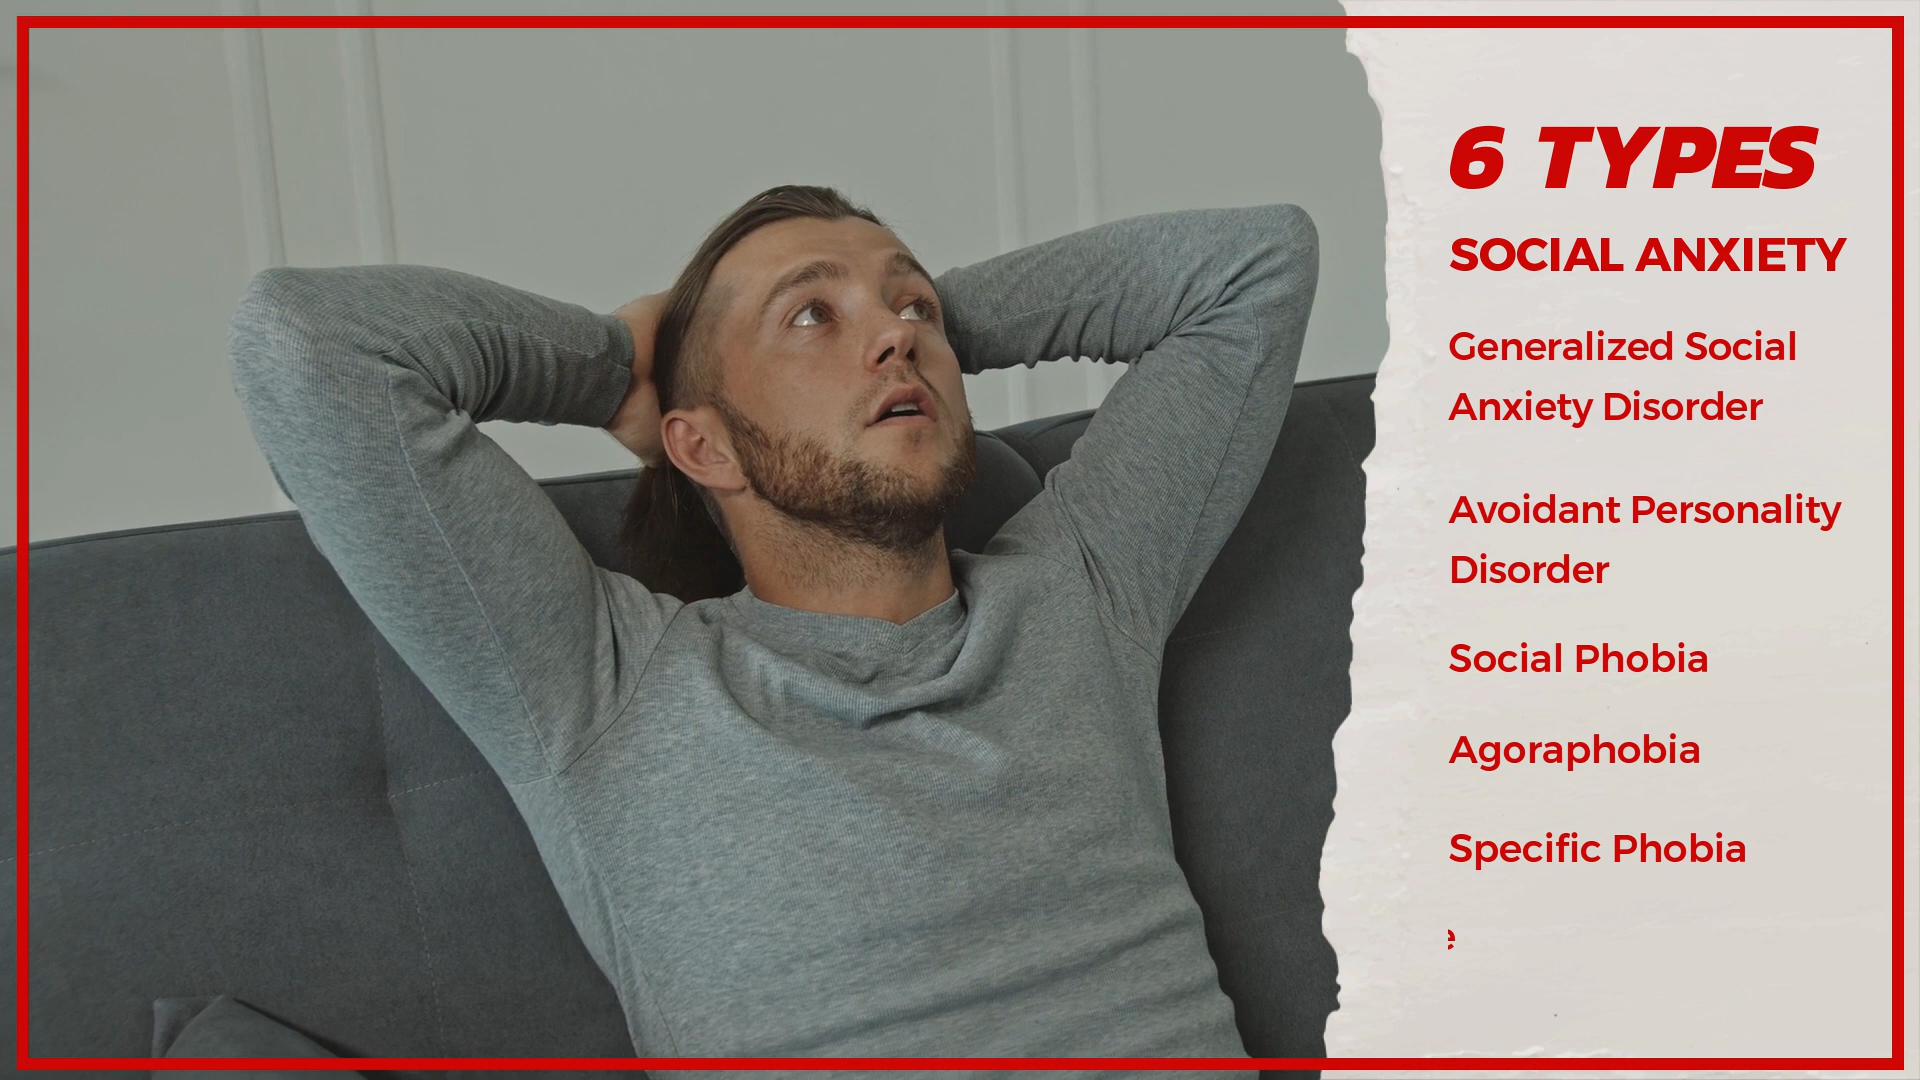 6 TYPES
SOCIAL ANXIETY
Generalized Social
Anxiety Disorder
Avoidant Personality
Disorder
Social Phobia
Agoraphobia
Specific Phobia